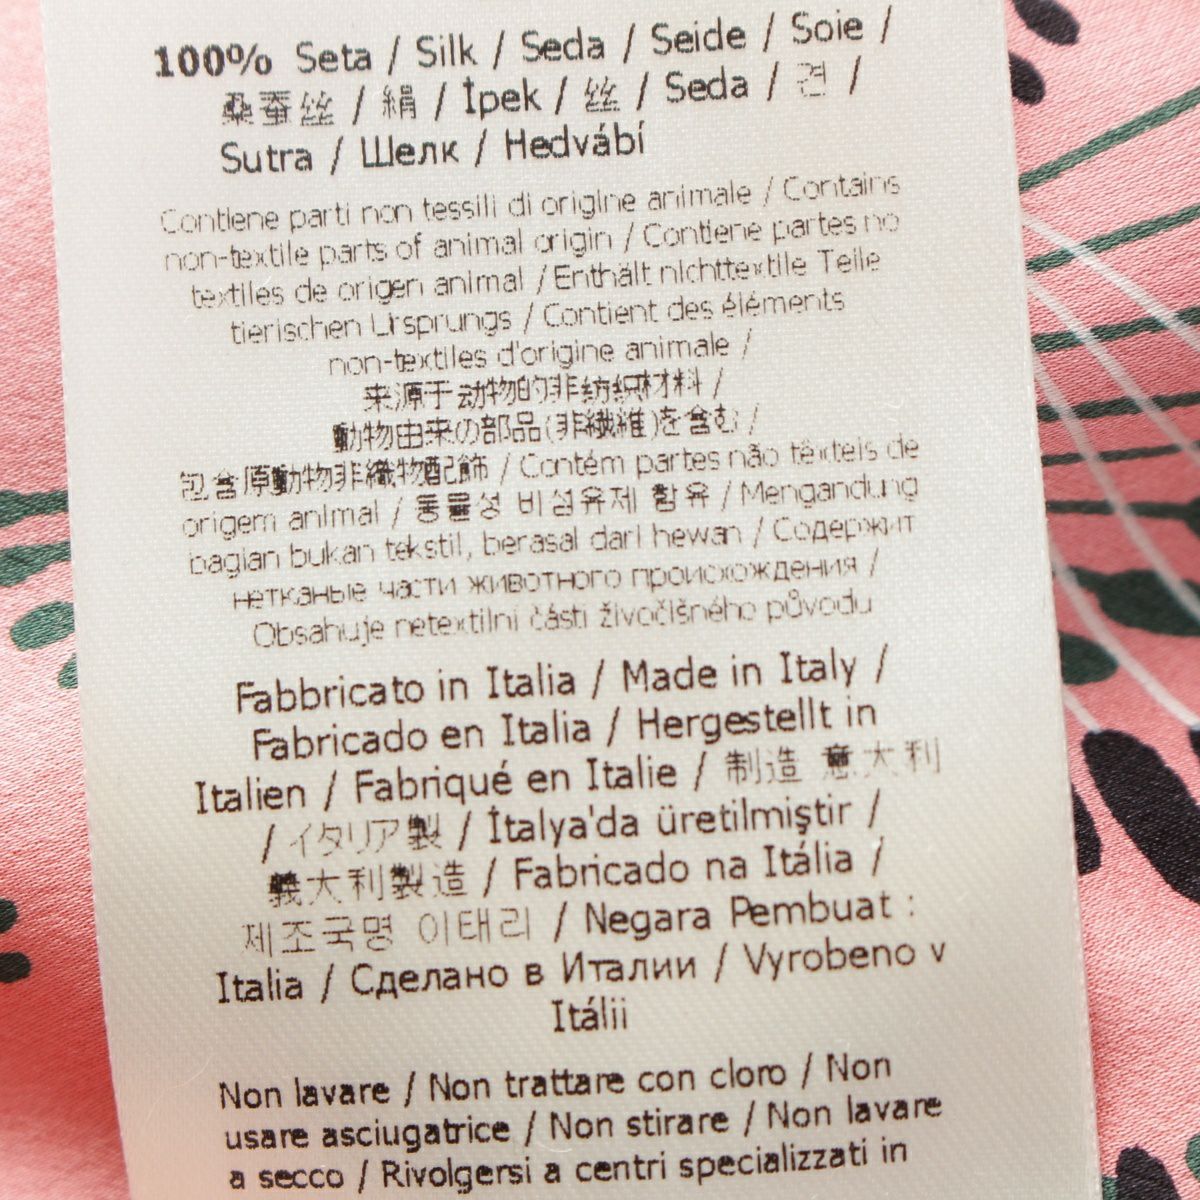 100% Seta / Silk / Seda / Seide / Soie /
桑蚕丝 / 絹 / İpek / 丝 / Seda / 견 /
Sutra / Шелк / Hedvábí
Contiene parti non tessili di origine animale / Contains
non-textile parts of animal origin / Contiene partes no
textiles de origen animal / Enthält nichttextile Teile
tierischen Ursprungs / Contient des éléments
non-textiles d'origine animale /
来源于动物的非纺织材料 /
動物由来の部品(非繊維)を含む /
包含原動物非織物配飾 / Contém partes não têxteis de
origem animal / 동물성 비섬유제 함유 / Mengandung
bagian bukan tekstil, berasal dari hewan / Содержит
нетканые части животного происхождения /
Obsahuje netextilní části živočišného původu
Fabbricato in Italia / Made in Italy /
Fabricado en Italia / Hergestellt in
Italien / Fabriqué en Italie / 制造 意大利
/ イタリア製 / İtalya'da üretilmiştir /
義大利製造 / Fabricado na Itália /
제조국명 이태리 / Negara Pembuat :
Italia / Сделано в Италии / Vyrobeno v
Itálii
Non lavare / Non trattare con cloro / Non
usare asciugatrice / Non stirare / Non lavare
a secco / Rivolgersi a centri specializzati in